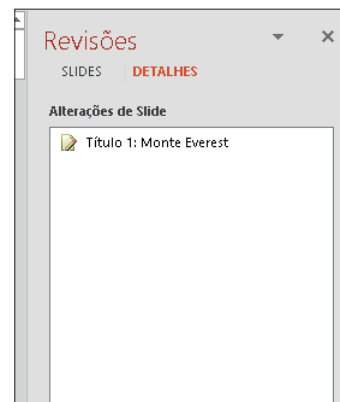 Revisões
SLIDES DETALHES
Alterações de Slide
Título 1: Monte Everest